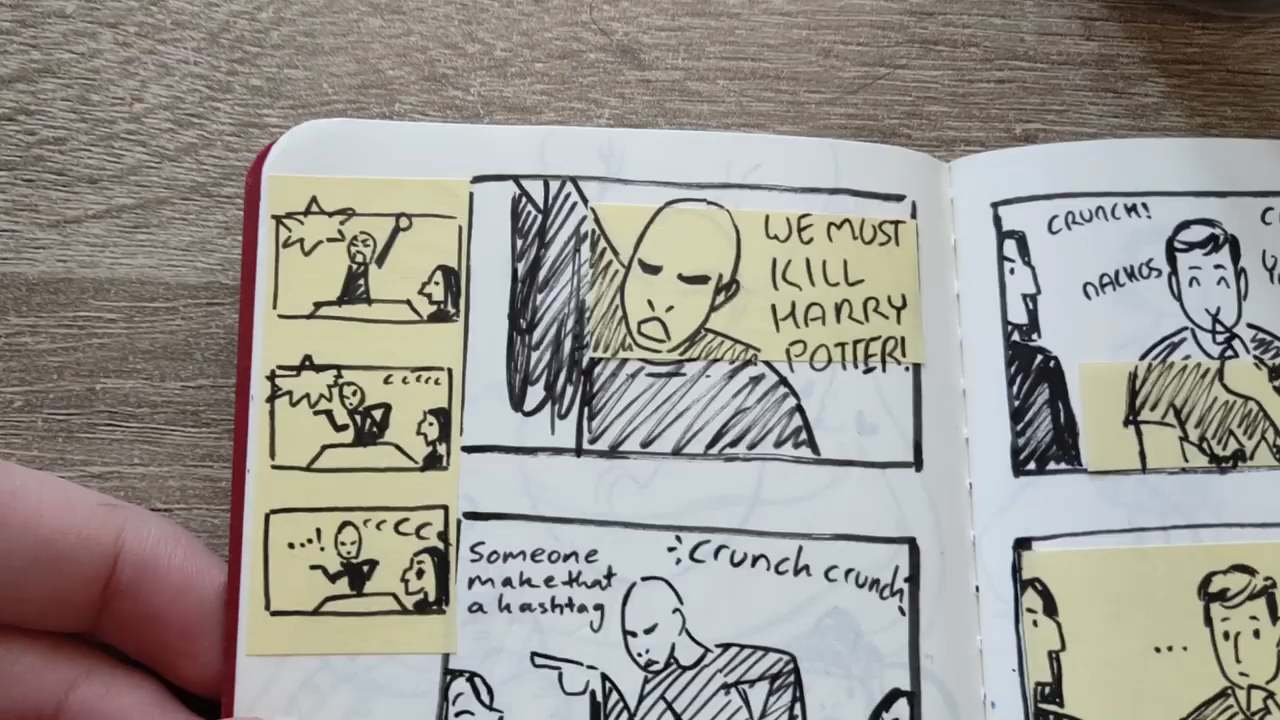 WE MUST
KILL
HARRY
POTTER!
Someone
make that
a hashtag
Crunch crunch
...!
CRUNCH!
NACHOS
...